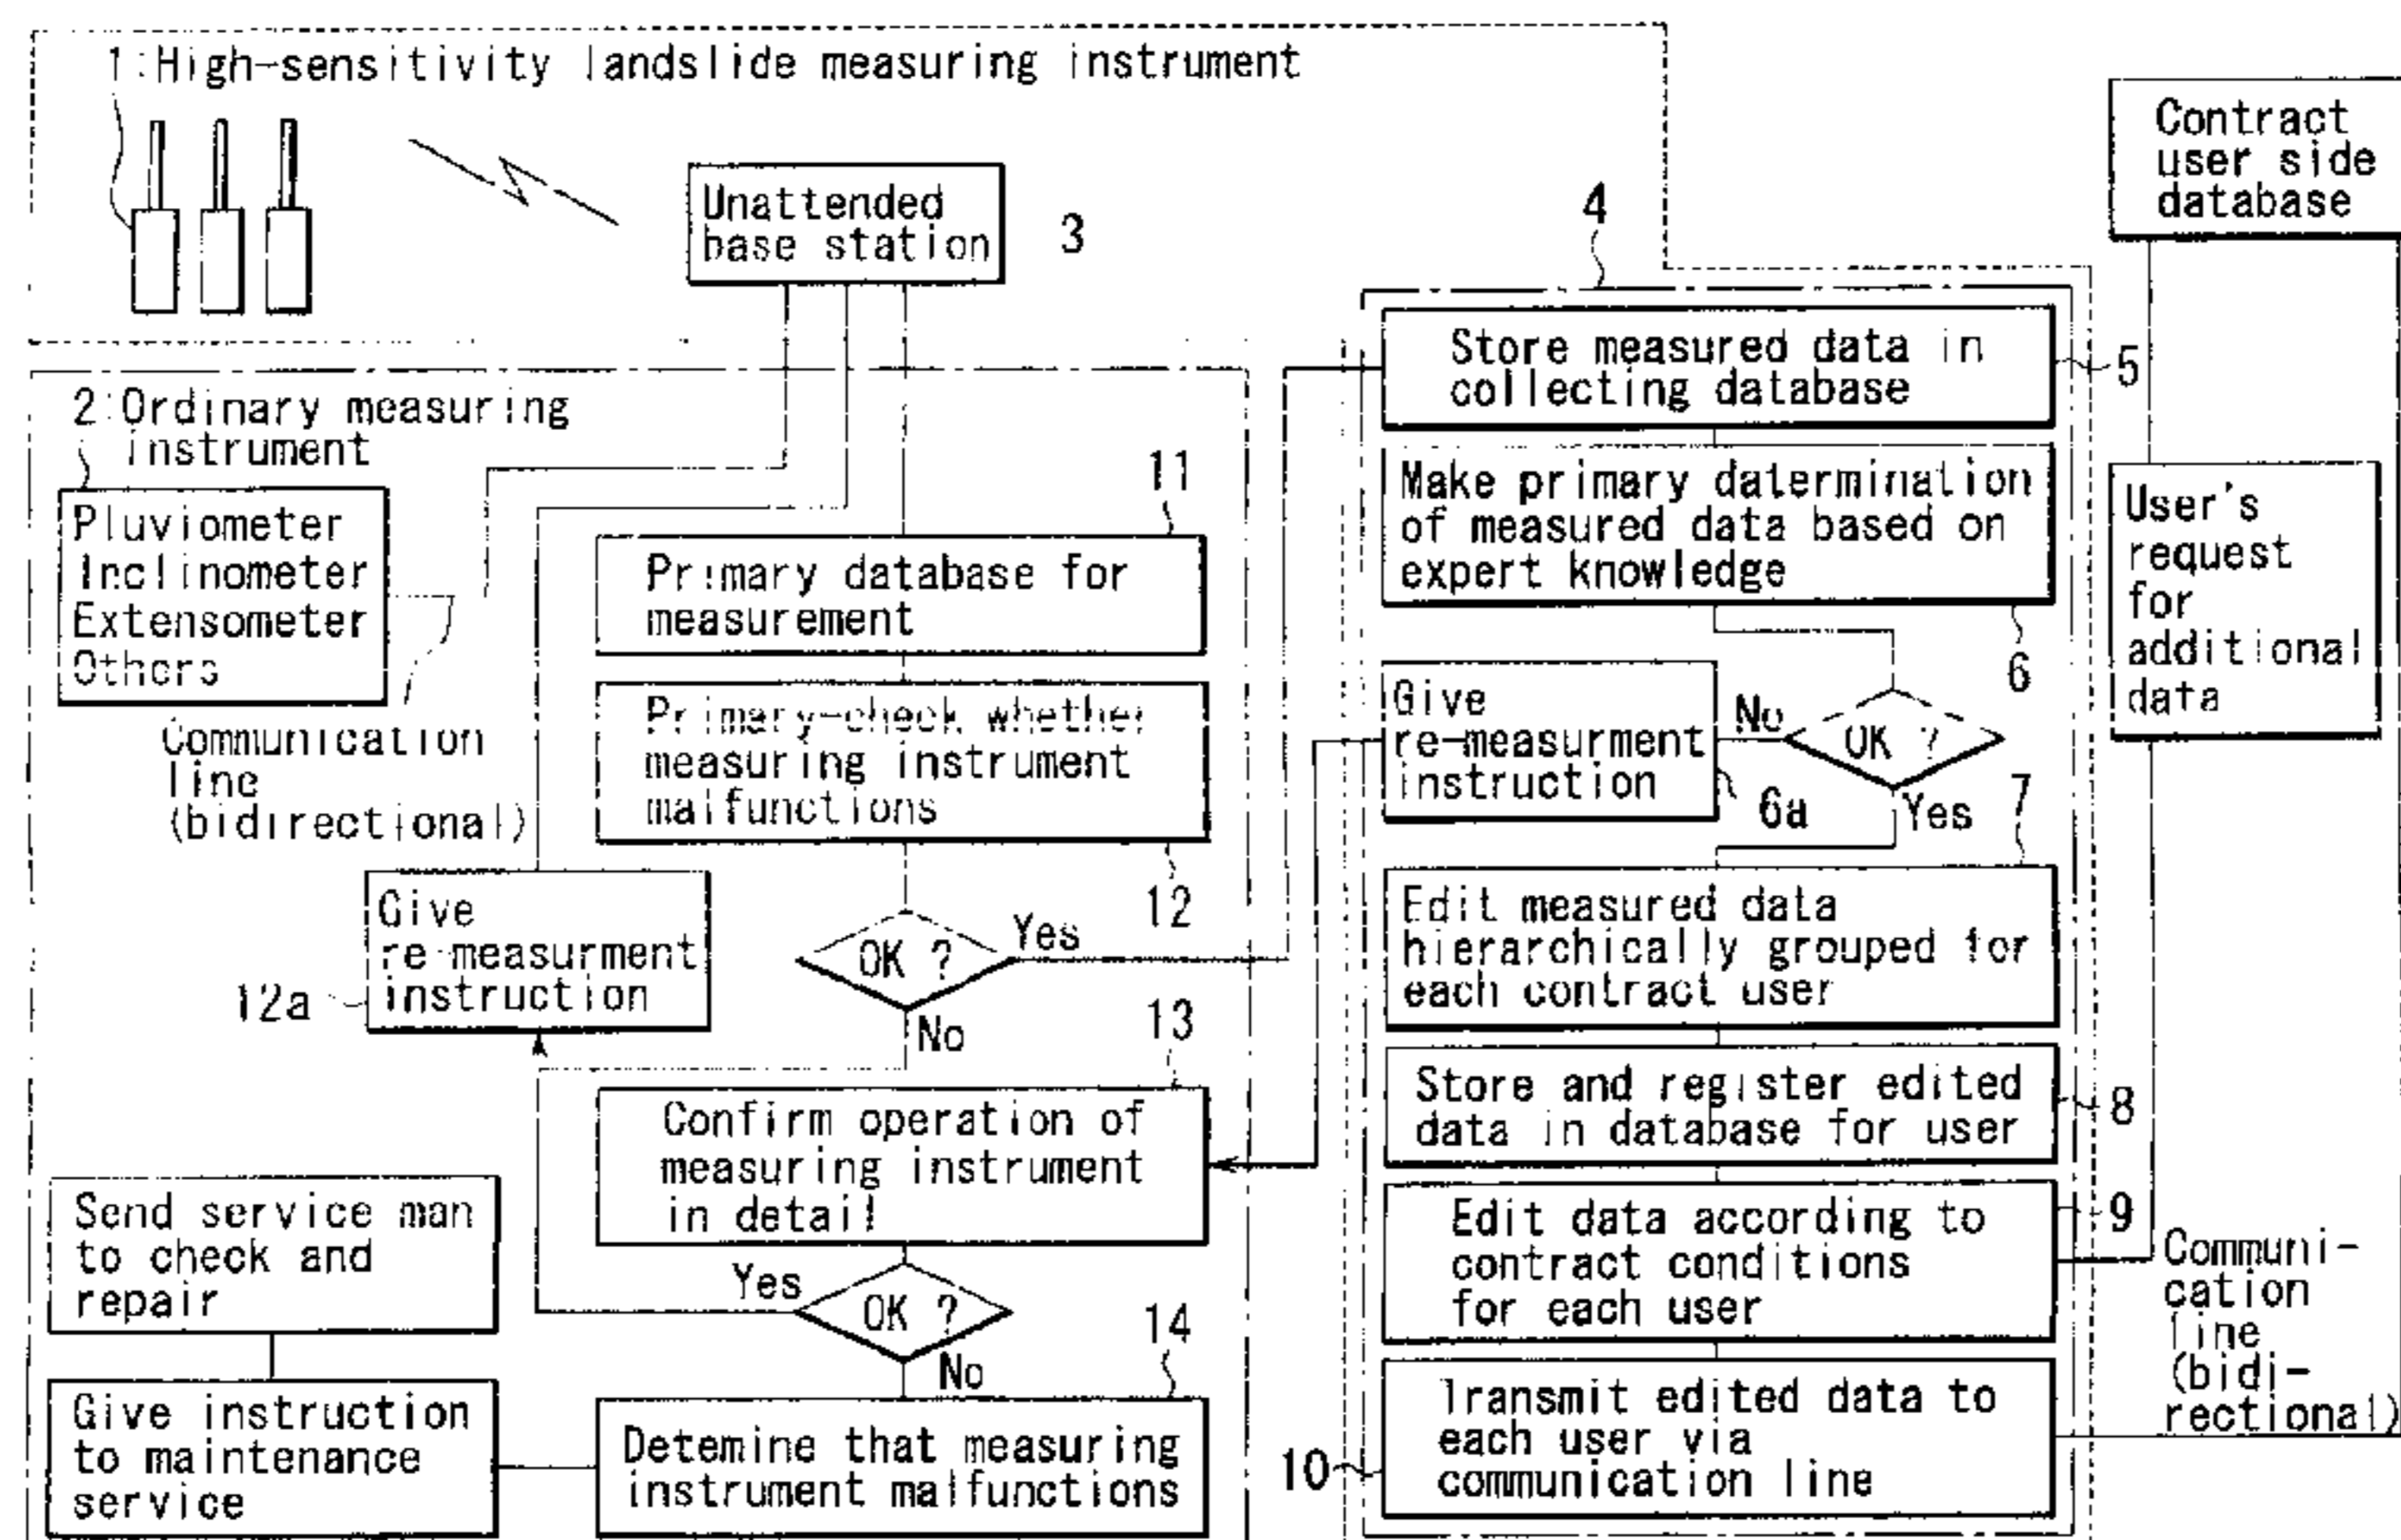 1:High-sensitivity landslide measuring instrument
Unattended
base station
3
2:Ordinary measuring
instrument
Pluviometer
Inclinometer
Extensometer
Others
Communication
line
(bidirectional)
11
Primary database for
measurement
Primary-check whether
measuring instrument
malfunctions
12
OK ?
Yes
No
Give
re-measurment
instruction
12a
13
Confirm operation of
measuring instrument
in detail
Yes
OK ?
No
14
Detemine that measuring
instrument malfunctions
Send service man
to check and
repair
Give instruction
to maintenance
service
4
Store measured data in
collecting database
5
Make primary datermination
of measured data based on
expert knowledge
6
Give
re-measurment
instruction
6a
No
OK ?
Yes
7
Edit measured data
hierarchically grouped for
each contract user
Store and register edited
data in database for user
8
Edit data according to
contract conditions
for each user
9
Transmit edited data to
each user via
communication line
10
Contract
user side
database
User's
request
for
additional
data
Communi-
cation
line
(bidi-
rectional)